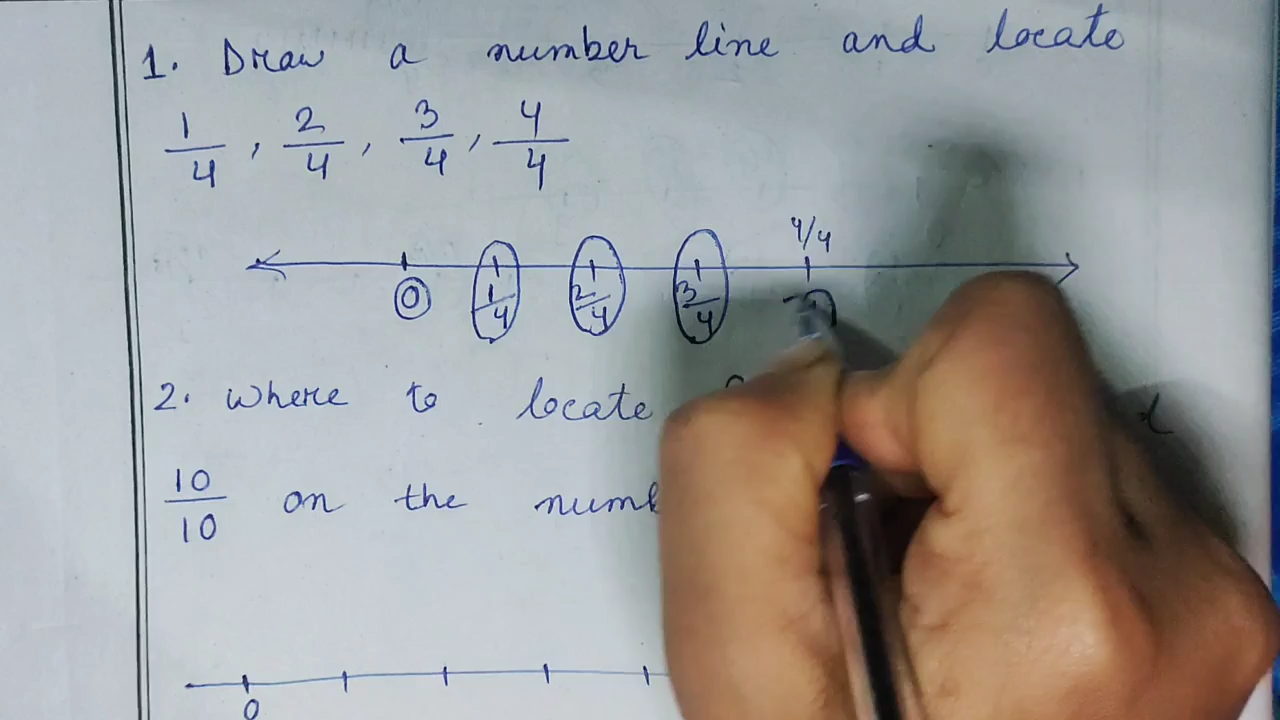 1. Draw a number line and locate
1/4, 2/4, 3/4, 4/4
4/4
0 1/4 2/4 3/4
2. Where to locate
10/10 on the
0